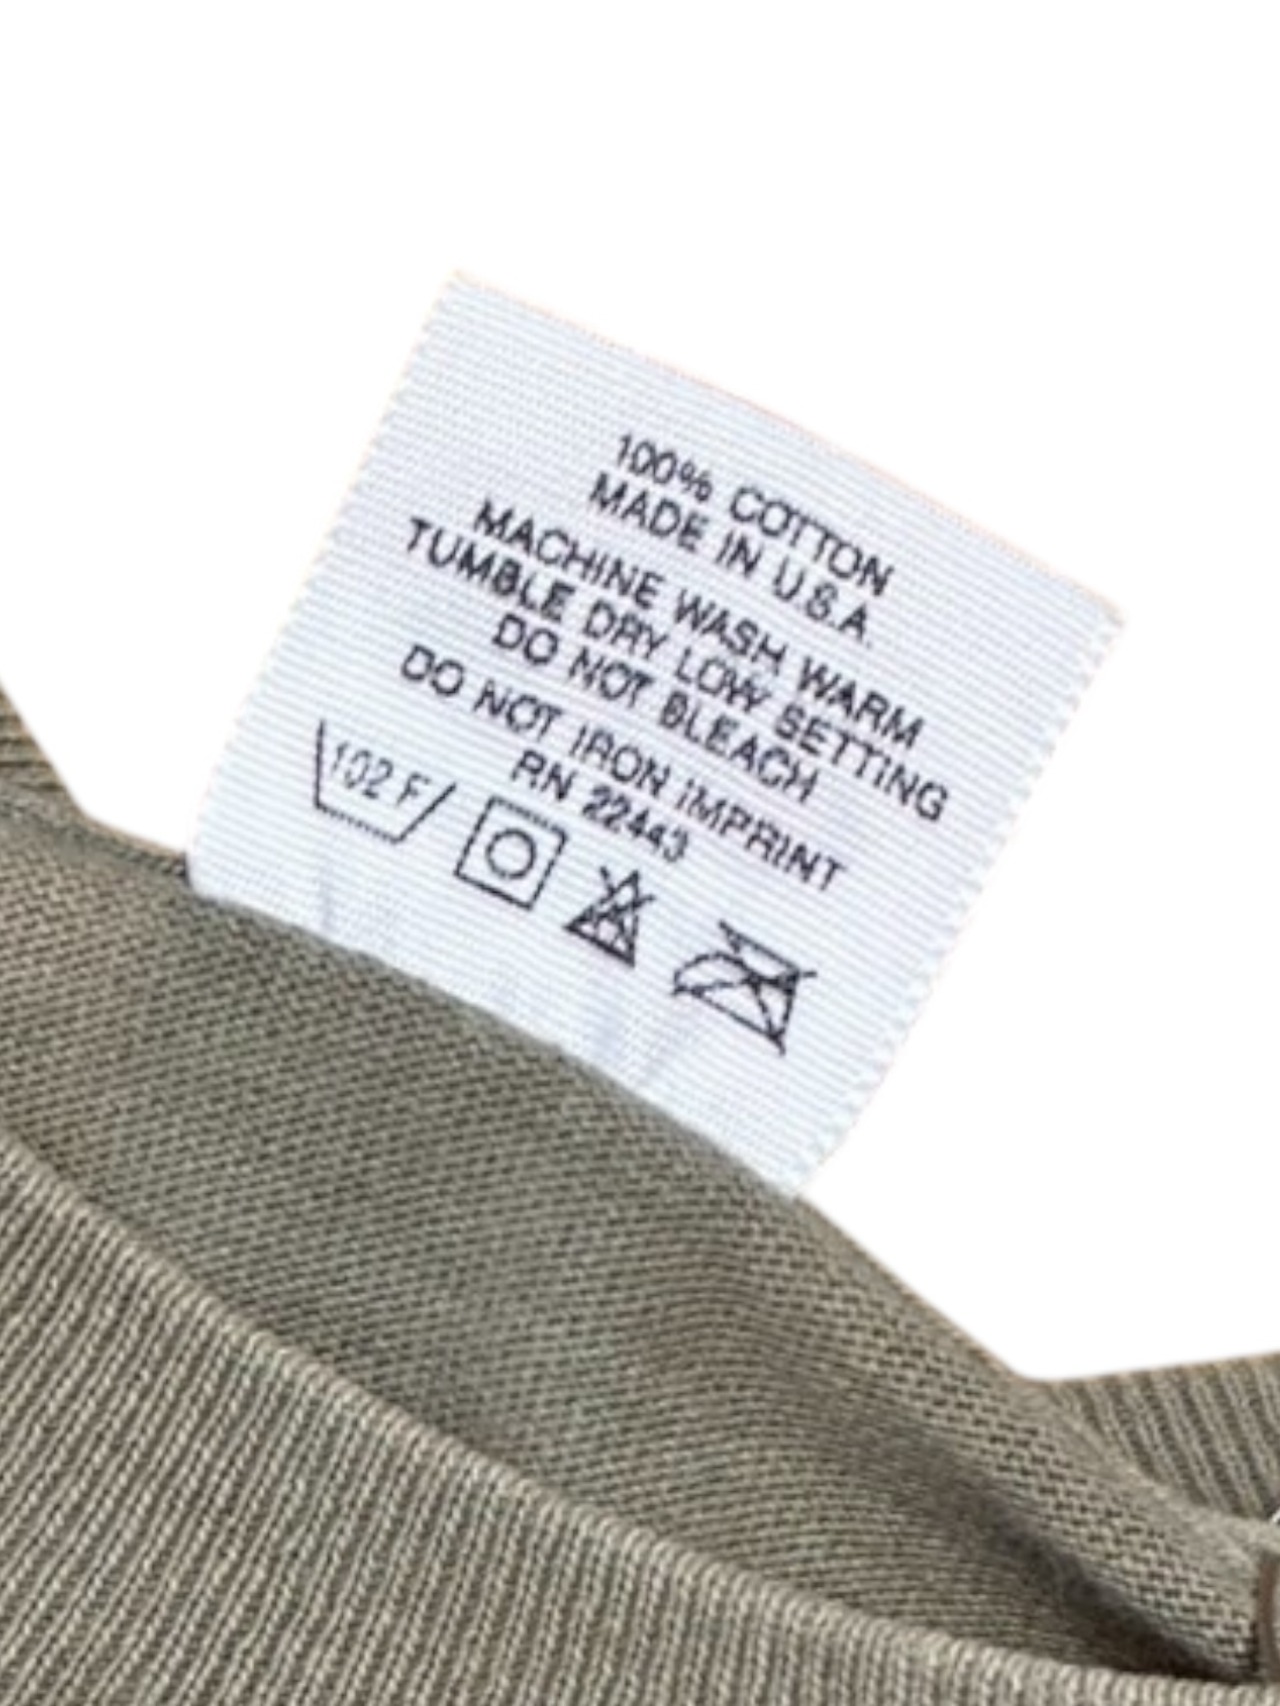 100% COTTON
MADE IN U.S.A.
MACHINE WASH WARM
TUMBLE DRY LOW SETTING
DO NOT BLEACH
DO NOT IRON IMPRINT
RN 22443
102 F